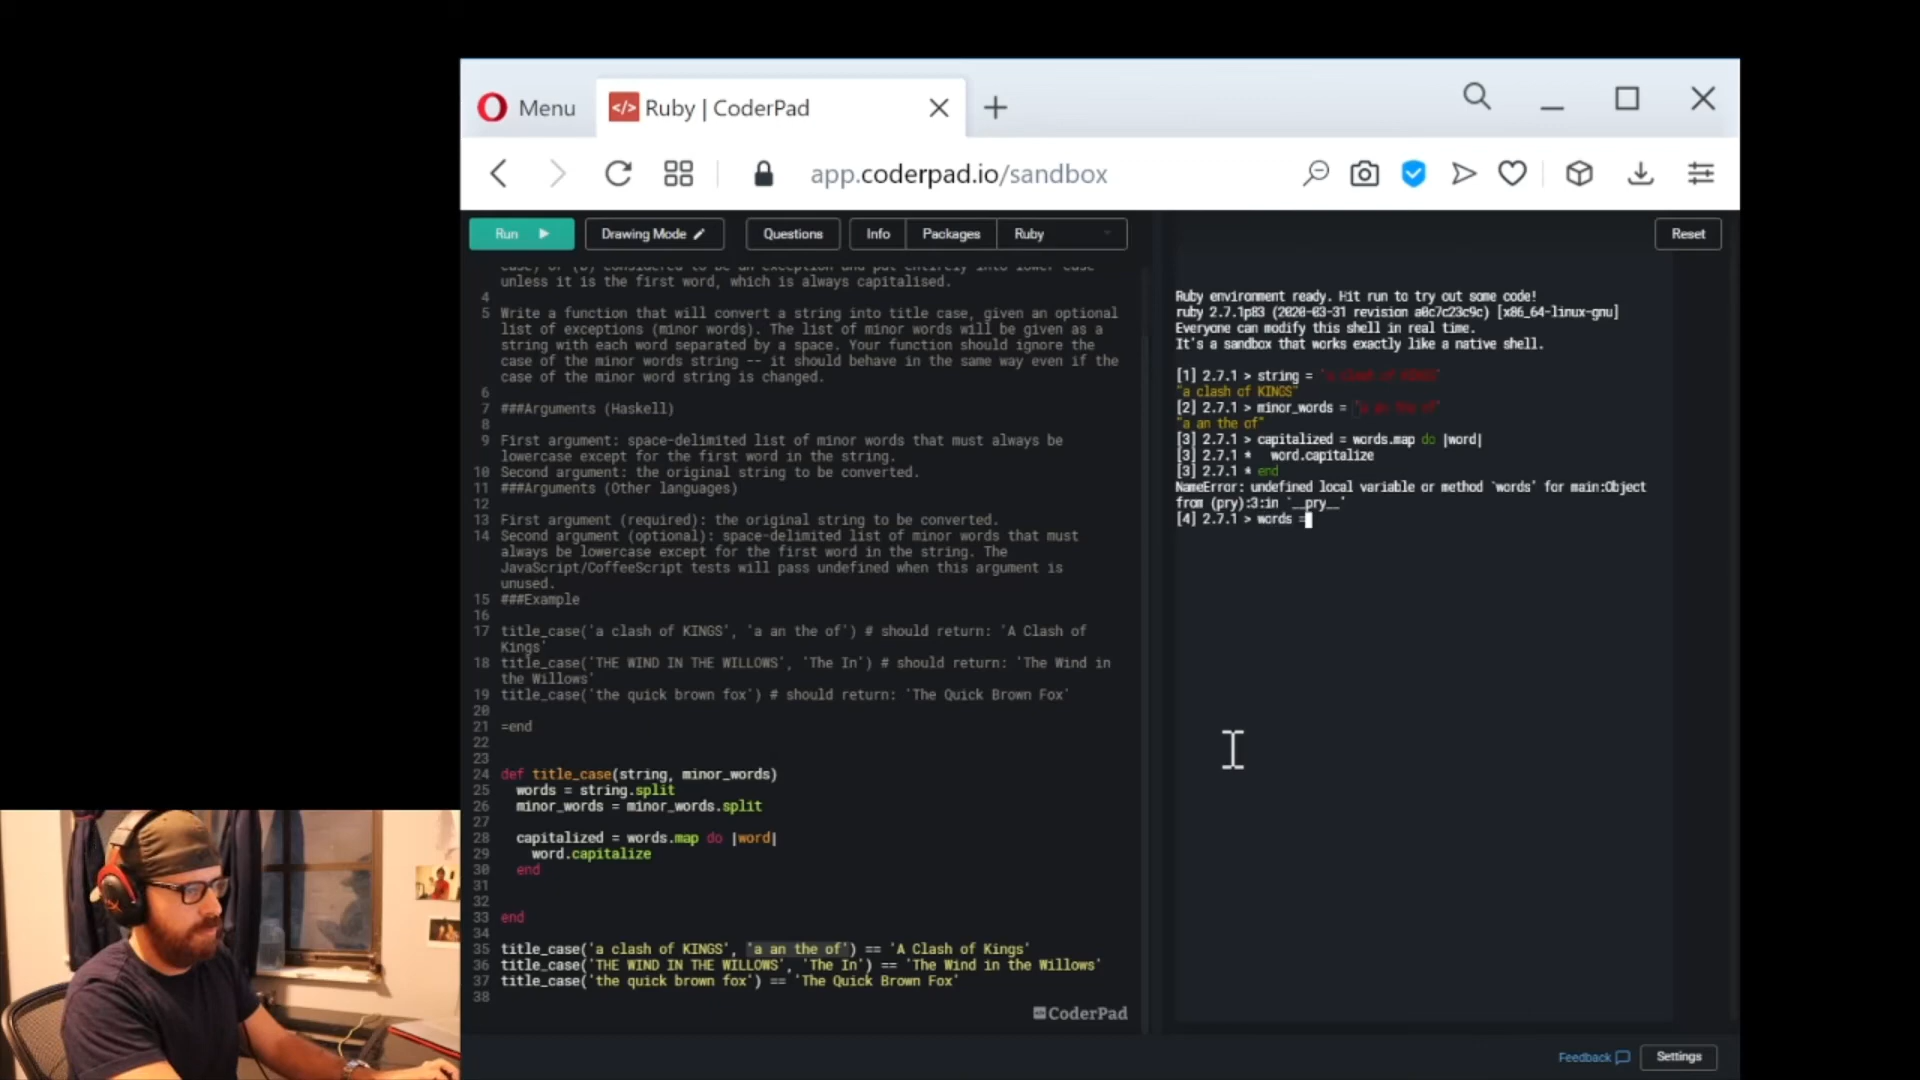 Menu
Ruby | CoderPad
app.coderpad.io/sandbox
Run
Drawing Mode
Questions
Info
Packages
Ruby
Reset
case) or (b) considered to be an exception and put entirely into lower case
unless it is the first word, which is always capitalised.
4
5 Write a function that will convert a string into title case, given an optional
list of exceptions (minor words). The list of minor words will be given as a
string with each word separated by a space. Your function should ignore the
case of the minor words string -- it should behave in the same way even if the
case of the minor word string is changed.
6
7 ###Arguments (Haskell)
8
9 First argument: space-delimited list of minor words that must always be
lowercase except for the first word in the string.
10 Second argument: the original string to be converted.
11 ###Arguments (Other languages)
12
13 First argument (required): the original string to be converted.
14 Second argument (optional): space-delimited list of minor words that must
always be lowercase except for the first word in the string. The
JavaScript/CoffeeScript tests will pass undefined when this argument is
unused.
15 ###Example
16
17 title_case('a clash of KINGS', 'a an the of') # should return: 'A Clash of
Kings'
18 title_case('THE WIND IN THE WILLOWS', 'The In') # should return: 'The Wind in
the Willows'
19 title_case('the quick brown fox') # should return: 'The Quick Brown Fox'
20
21 =end
22
23
24 def title_case(string, minor_words)
25 words = string.split
26 minor_words = minor_words.split
27
28 capitalized = words.map do |word|
29 word.capitalize
30 end
31
32
33 end
34
35 title_case('a clash of KINGS', 'a an the of') == 'A Clash of Kings'
36 title_case('THE WIND IN THE WILLOWS', 'The In') == 'The Wind in the Willows'
37 title_case('the quick brown fox') == 'The Quick Brown Fox'
38
CoderPad
Ruby environment ready. Hit run to try out some code!
ruby 2.7.1p83 (2020-03-31 revision a0c7c23c9c) [x86_64-linux-gnu]
Everyone can modify this shell in real time.
It's a sandbox that works exactly like a native shell.
[1] 2.7.1 > string = "a clash of KINGS"
"a clash of KINGS"
[2] 2.7.1 > minor_words = "a an the of"
"a an the of"
[3] 2.7.1 > capitalized = words.map do |word|
[3] 2.7.1 * word.capitalize
[3] 2.7.1 * end
NameError: undefined local variable or method `words' for main:Object
from (pry):3:in `__pry__'
[4] 2.7.1 > words =
Feedback
Settings